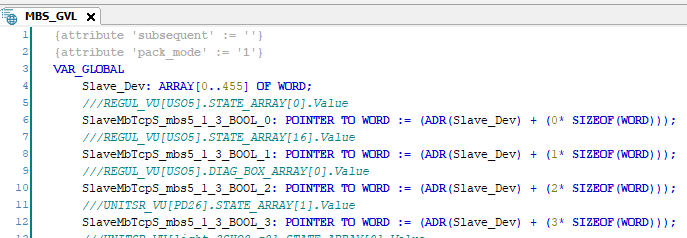 MBS_GVL
1 {attribute 'subsequent' := ''}
2 {attribute 'pack_mode' := '1'}
3 VAR_GLOBAL
4 Slave_Dev: ARRAY[0..455] OF WORD;
5 ///REGUL_VU[USO5].STATE_ARRAY[0].Value
6 SlaveMbTcpS_mbs5_1_3_BOOL_0: POINTER TO WORD := (ADR(Slave_Dev) + (0* SIZEOF(WORD)));
7 ///REGUL_VU[USO5].STATE_ARRAY[16].Value
8 SlaveMbTcpS_mbs5_1_3_BOOL_1: POINTER TO WORD := (ADR(Slave_Dev) + (1* SIZEOF(WORD)));
9 ///REGUL_VU[USO5].DIAG_BOX_ARRAY[0].Value
10 SlaveMbTcpS_mbs5_1_3_BOOL_2: POINTER TO WORD := (ADR(Slave_Dev) + (2* SIZEOF(WORD)));
11 ///UNITSR_VU[PD26].STATE_ARRAY[1].Value
12 SlaveMbTcpS_mbs5_1_3_BOOL_3: POINTER TO WORD := (ADR(Slave_Dev) + (3* SIZEOF(WORD)));